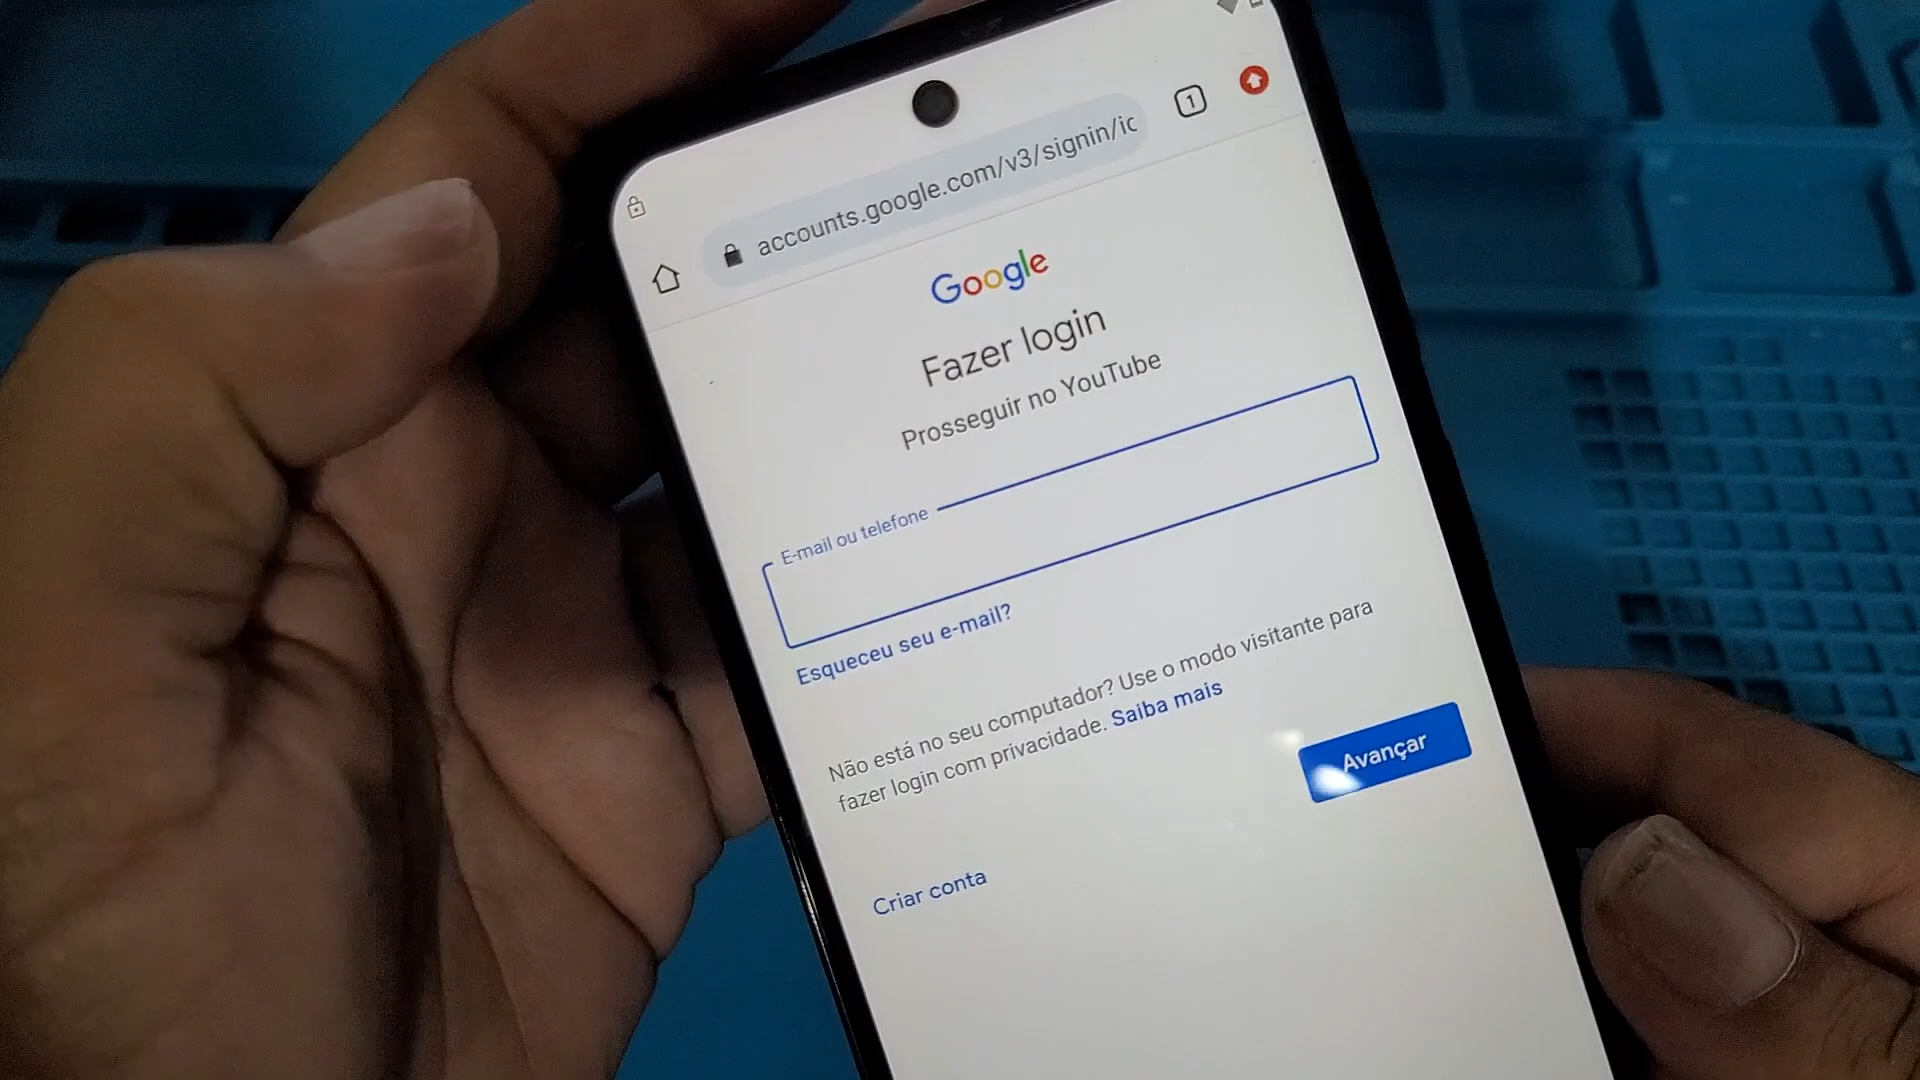 1
accounts.google.com/v3/signin/ic
Google
Fazer login
Prosseguir no YouTube
E-mail ou telefone
Esqueceu seu e-mail?
Não está no seu computador? Use o modo visitante para
fazer login com privacidade. Saiba mais
Avançar
Criar conta